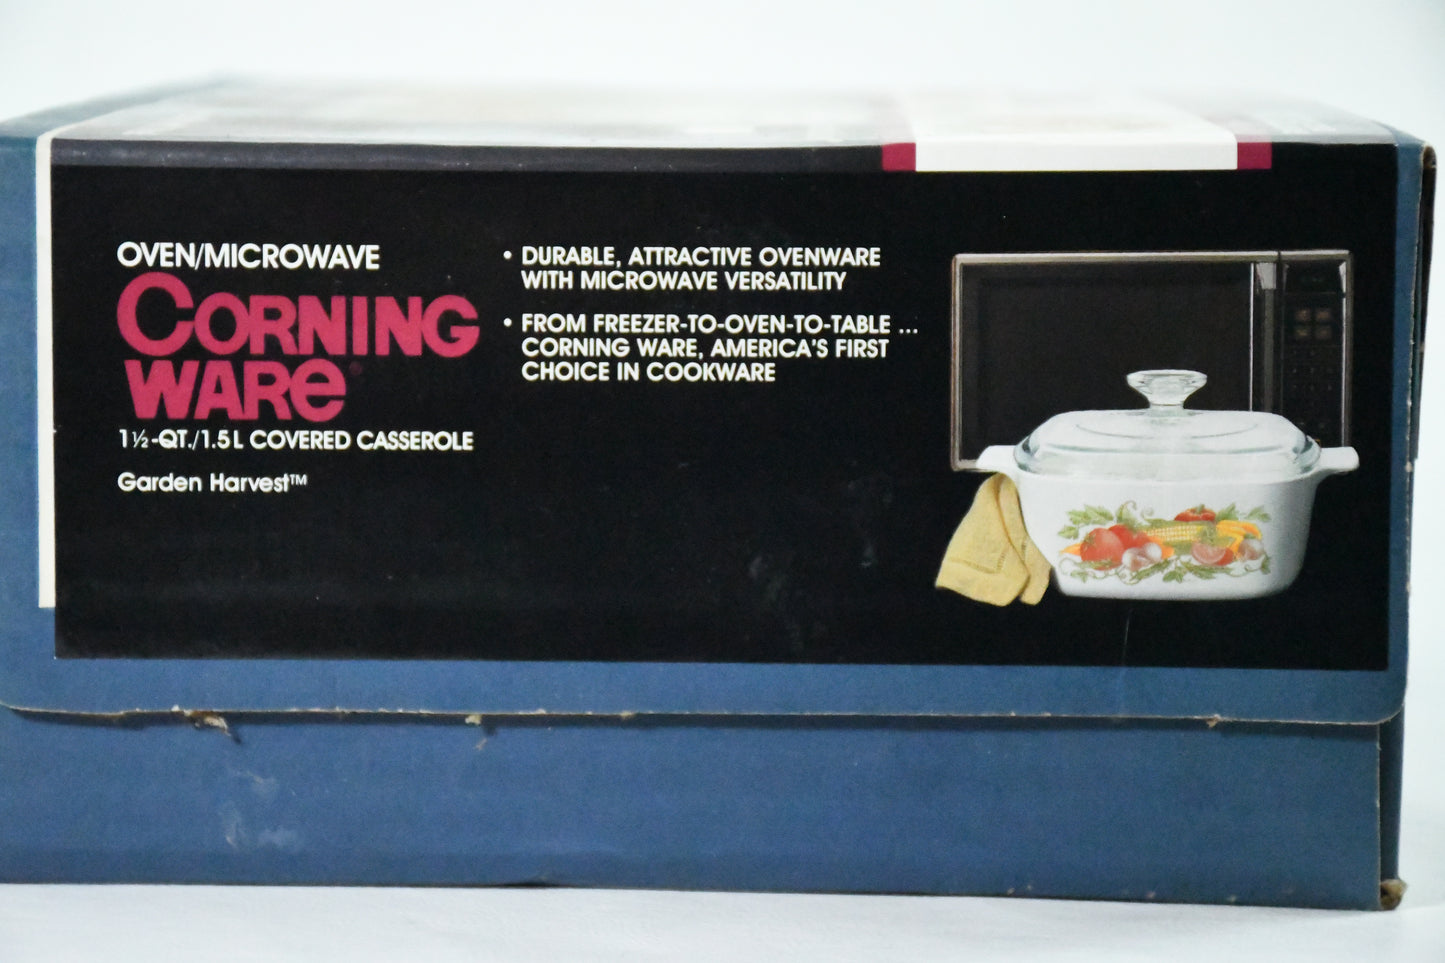 OVEN/MICROWAVE
CORNING
WARE®
1½-QT./1.5L COVERED CASSEROLE
Garden Harvest™
• DURABLE, ATTRACTIVE OVENWARE
WITH MICROWAVE VERSATILITY
• FROM FREEZER-TO-OVEN-TO-TABLE ...
CORNING WARE, AMERICA'S FIRST
CHOICE IN COOKWARE